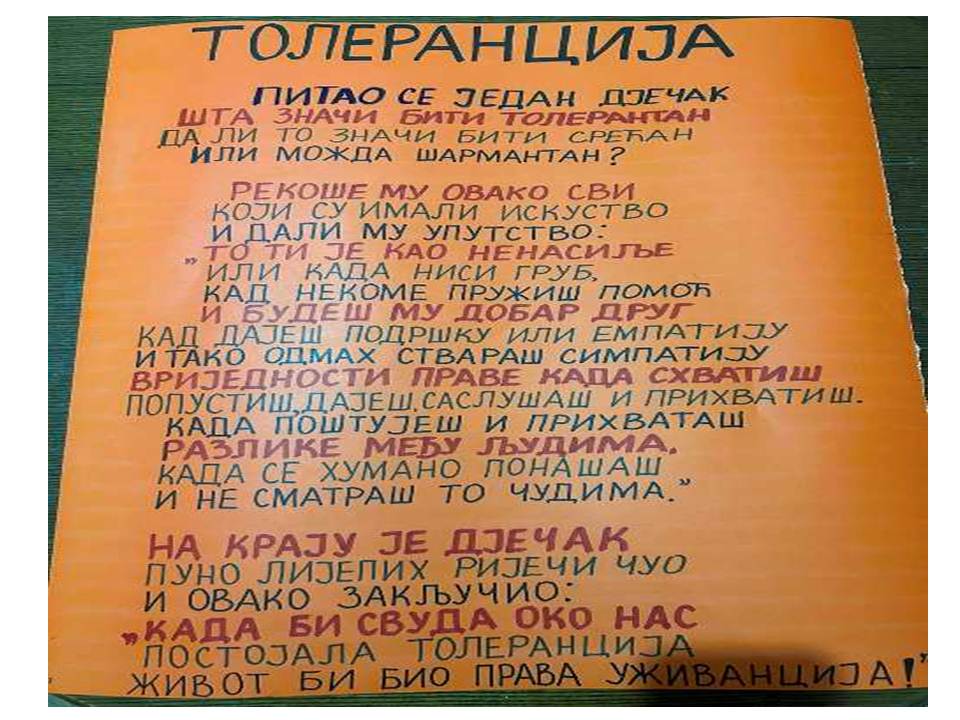 ТОЛЕРАНЦИЈА
ПИТАО СЕ ЈЕДАН ДЈЕЧАК
ШТА ЗНАЧИ БИТИ ТОЛЕРАНТАН
ДА ЛИ ТО ЗНАЧИ БИТИ СРЕЋАН
ИЛИ МОЖДА ШАРМАНТАН?
РЕКОШЕ МУ ОВАКО СВИ
КОЈИ СУ ИМАЛИ ИСКУСТВО
И ДАЛИ МУ УПУТСТВО:
„ТО ТИ ЈЕ КАО НЕНАСИЉЕ
ИЛИ КАДА НИСИ ГРУБ,
КАД НЕКОМЕ ПРУЖИШ ПОМОЋ
И БУДЕШ МУ ДОБАР ДРУГ
КАД ДАЈЕШ ПОДРШКУ ИЛИ ЕМПАТИЈУ
И ТАКО ОДМАХ СТВАРАШ СИМПАТИЈУ
ВРИЈЕДНОСТИ ПРАВЕ КАДА СХВАТИШ
ПОПУСТИШ, ДАЈЕШ, САСЛУШАШ И ПРИХВАТИШ.
КАДА ПОШТУЈЕШ И ПРИХВАТАШ
РАЗЛИКЕ МЕЂУ ЉУДИМА,
КАДА СЕ ХУМАНО ПОНАШАШ
И НЕ СМАТРАШ ТО ЧУДИМА.”
НА КРАЈУ ЈЕ ДЈЕЧАК
ПУНО ЛИЈЕПИХ РИЈЕЧИ ЧУО
И ОВАКО ЗАКЉУЧИО:
„КАДА БИ СВУДА ОКО НАС
ПОСТОЈАЛА ТОЛЕРАНЦИЈА
ЖИВОТ БИ БИО ПРАВА УЖИВАНЦИЈА!”